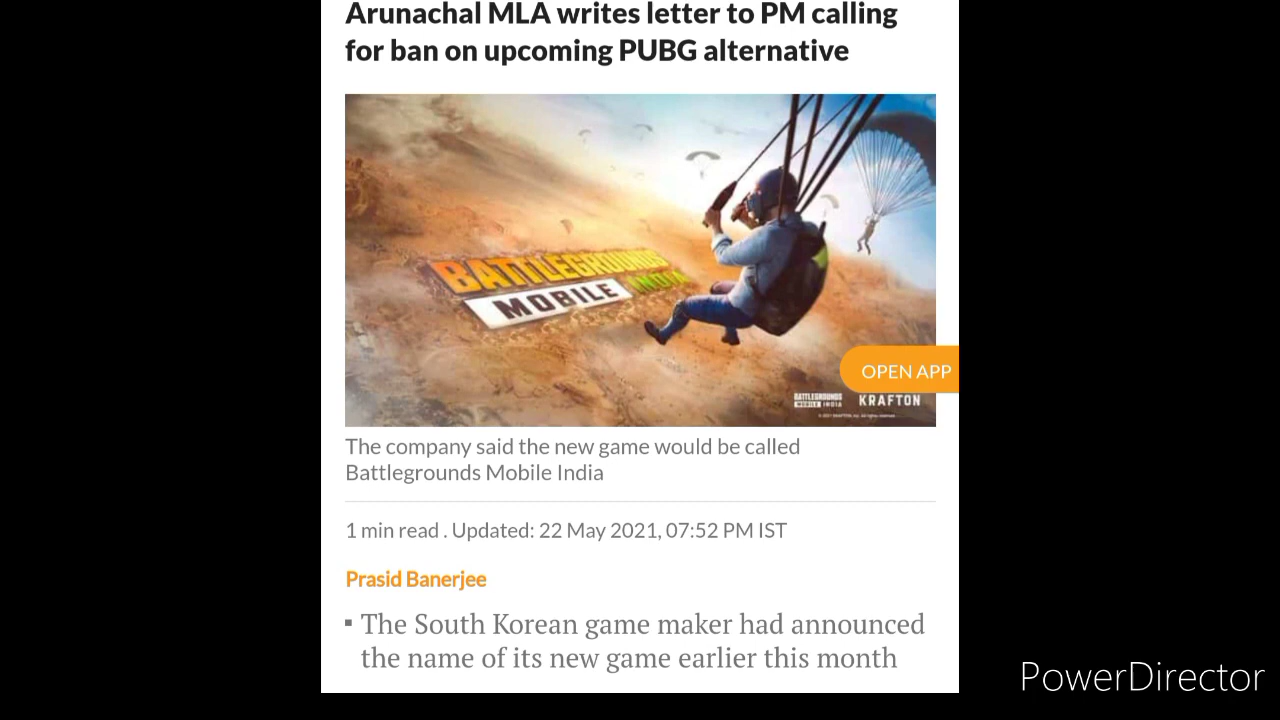 Arunachal MLA writes letter to PM calling
for ban on upcoming PUBG alternative
BATTLEGROUNDS
MOBILE INDIA
OPEN APP
BATTLEGROUNDS
MOBILE INDIA
KRAFTON
The company said the new game would be called
Battlegrounds Mobile India
1 min read . Updated: 22 May 2021, 07:52 PM IST
Prasid Banerjee
▪ The South Korean game maker had announced
the name of its new game earlier this month
PowerDirector